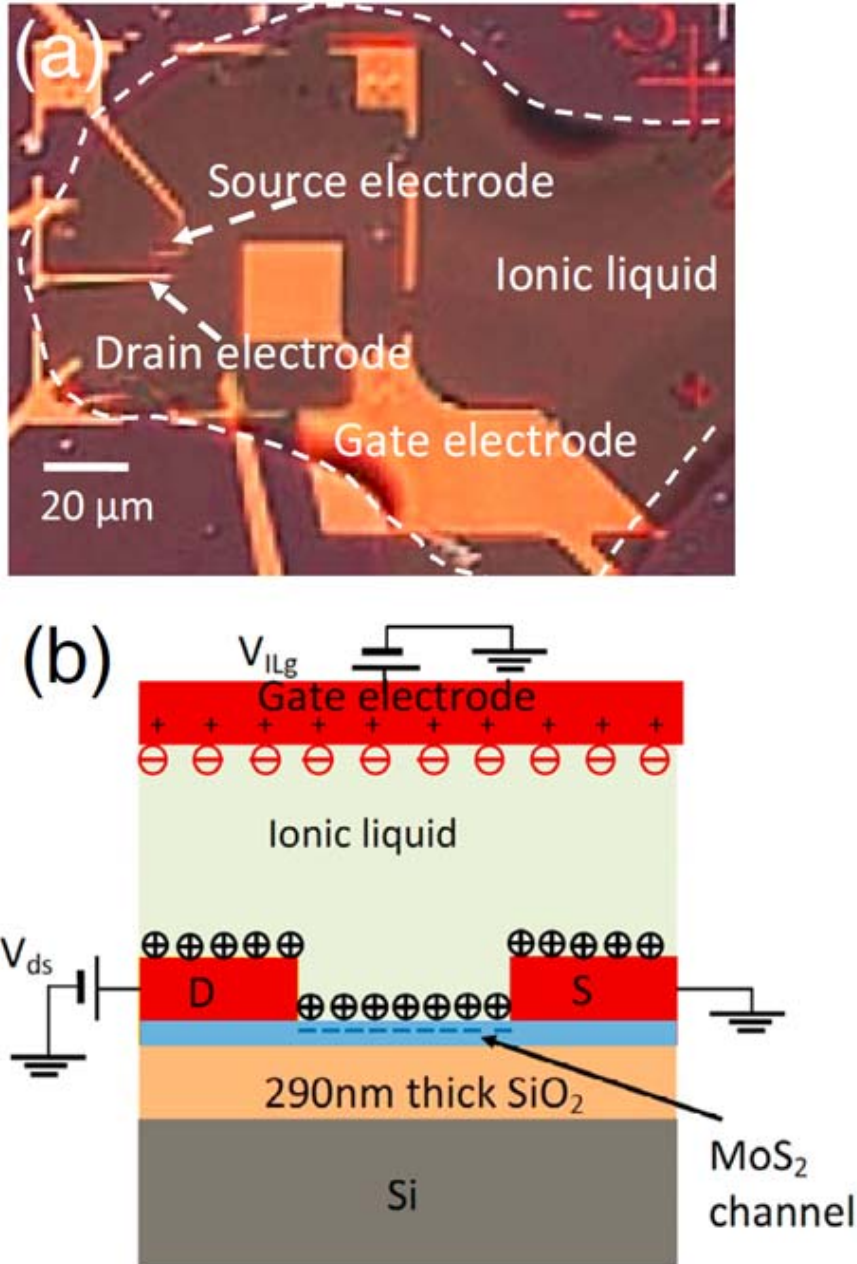 (a)
Source electrode
Ionic liquid
Drain electrode
Gate electrode
20 μm
(b)
V_ILg
Gate electrode
+ + + + + + + + + +
Ionic liquid
V_ds
D
S
290nm thick SiO₂
MoS₂
channel
Si